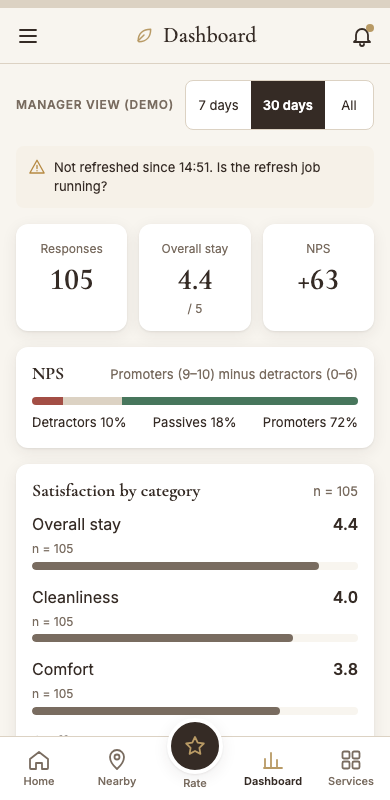 Dashboard
MANAGER VIEW (DEMO)
7 days
30 days
All
Not refreshed since 14:51. Is the refresh job
running?
Responses
105
Overall stay
4.4
/ 5
NPS
+63
NPS
Promoters (9–10) minus detractors (0–6)
Detractors 10%
Passives 18%
Promoters 72%
Satisfaction by category
n = 105
Overall stay
4.4
n = 105
Cleanliness
4.0
n = 105
Comfort
3.8
n = 105
Home
Nearby
Rate
Dashboard
Services